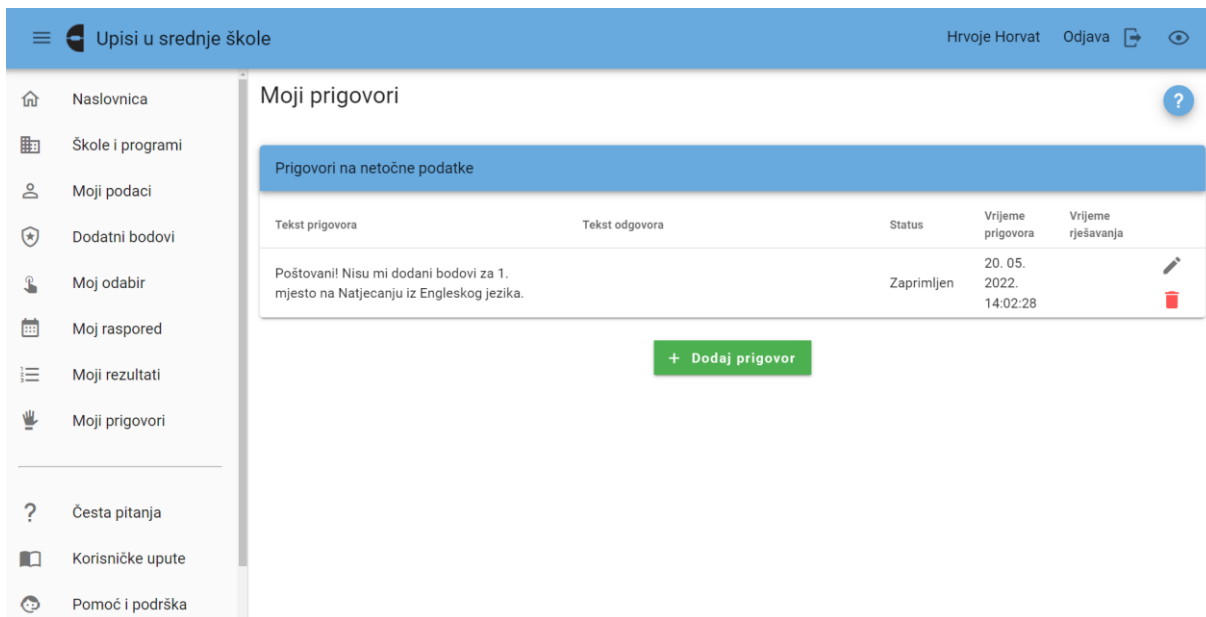 Upisi u srednje škole
Hrvoje Horvat
Odjava
Naslovnica
Škole i programi
Moji podaci
Dodatni bodovi
Moj odabir
Moj raspored
Moji rezultati
Moji prigovori
Česta pitanja
Korisničke upute
Pomoć i podrška
Moji prigovori
?
Prigovori na netočne podatke
Tekst prigovora
Tekst odgovora
Status
Vrijeme
prigovora
Vrijeme
rješavanja
Poštovani! Nisu mi dodani bodovi za 1.
mjesto na Natjecanju iz Engleskog jezika.
Zaprimljen
20. 05.
2022.
14:02:28
+ Dodaj prigovor